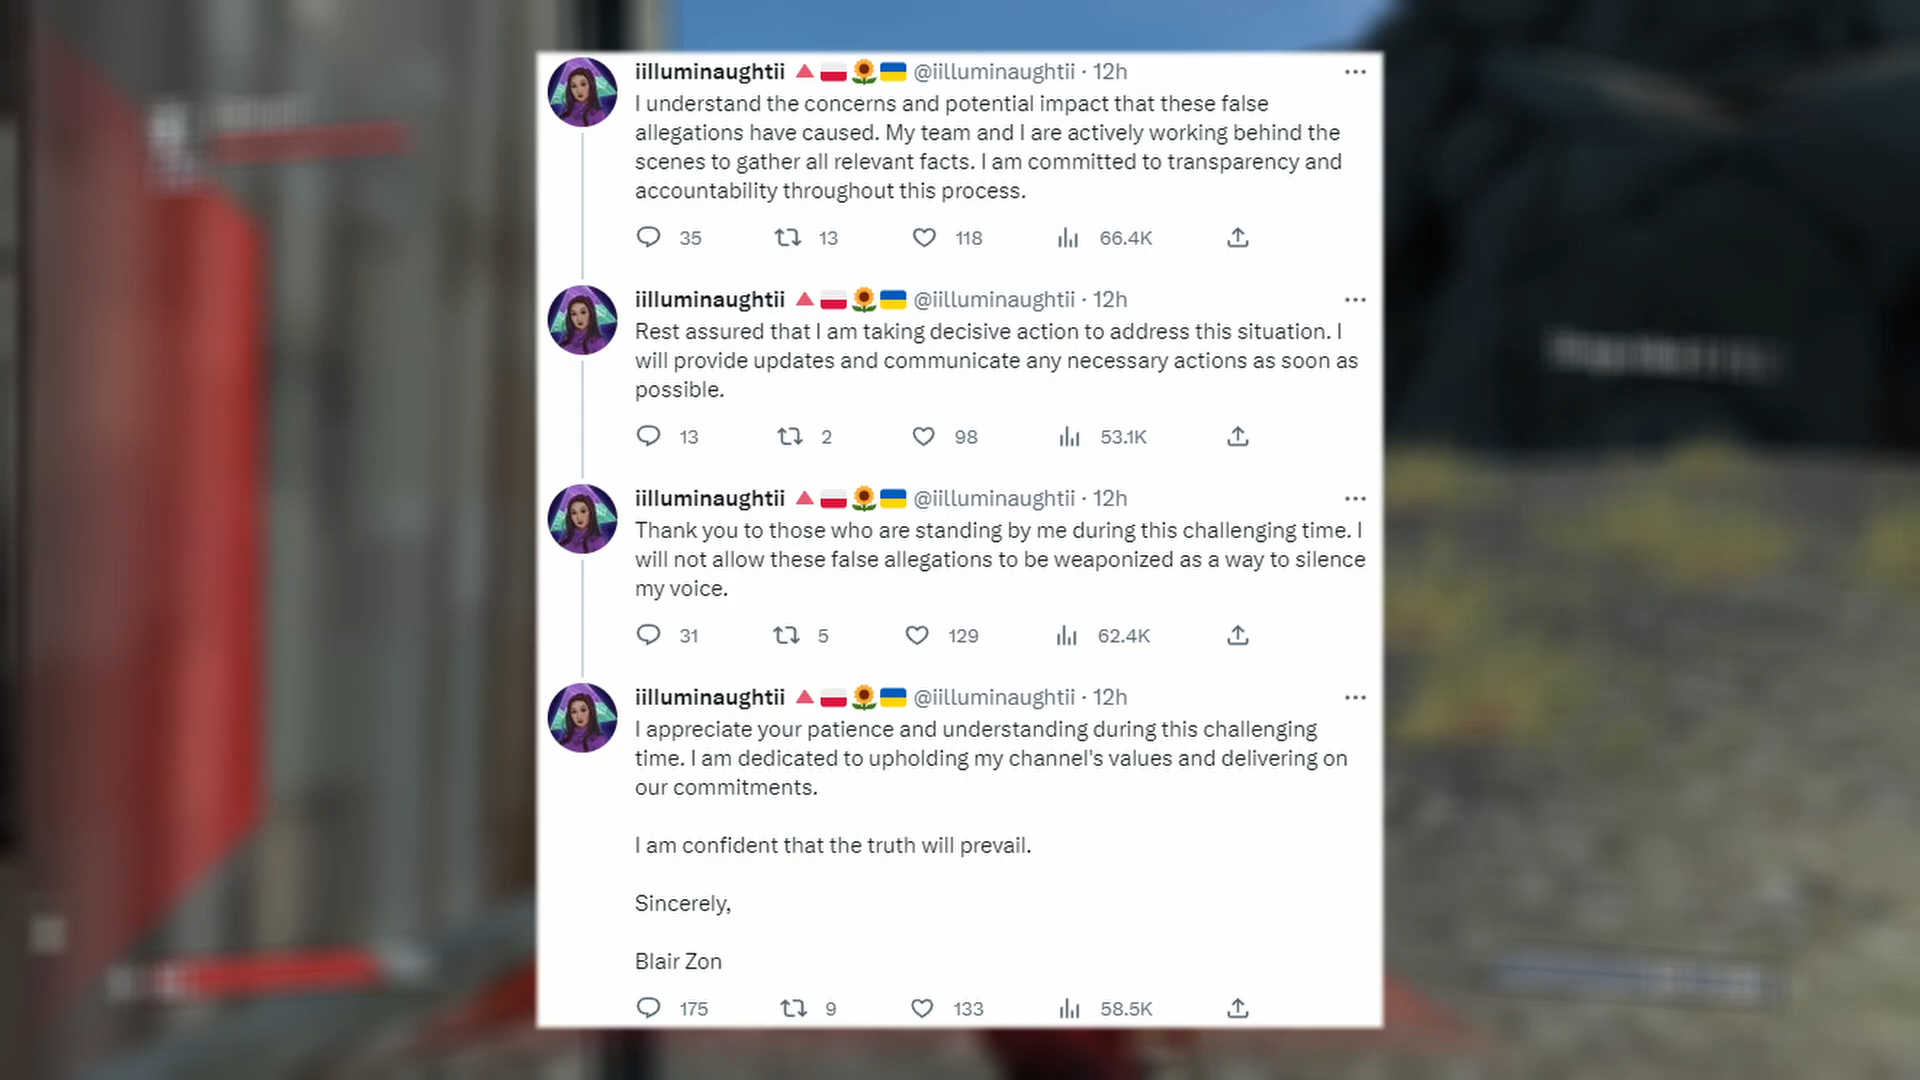 iilluminaughtii 🔺🇵🇱🌻🇺🇦 @iilluminaughtii · 12h
I understand the concerns and potential impact that these false
allegations have caused. My team and I are actively working behind the
scenes to gather all relevant facts. I am committed to transparency and
accountability throughout this process.
35 13 118 66.4K
iilluminaughtii 🔺🇵🇱🌻🇺🇦 @iilluminaughtii · 12h
Rest assured that I am taking decisive action to address this situation. I
will provide updates and communicate any necessary actions as soon as
possible.
13 2 98 53.1K
iilluminaughtii 🔺🇵🇱🌻🇺🇦 @iilluminaughtii · 12h
Thank you to those who are standing by me during this challenging time. I
will not allow these false allegations to be weaponized as a way to silence
my voice.
31 5 129 62.4K
iilluminaughtii 🔺🇵🇱🌻🇺🇦 @iilluminaughtii · 12h
I appreciate your patience and understanding during this challenging
time. I am dedicated to upholding my channel's values and delivering on
our commitments.
I am confident that the truth will prevail.
Sincerely,
Blair Zon
175 9 133 58.5K